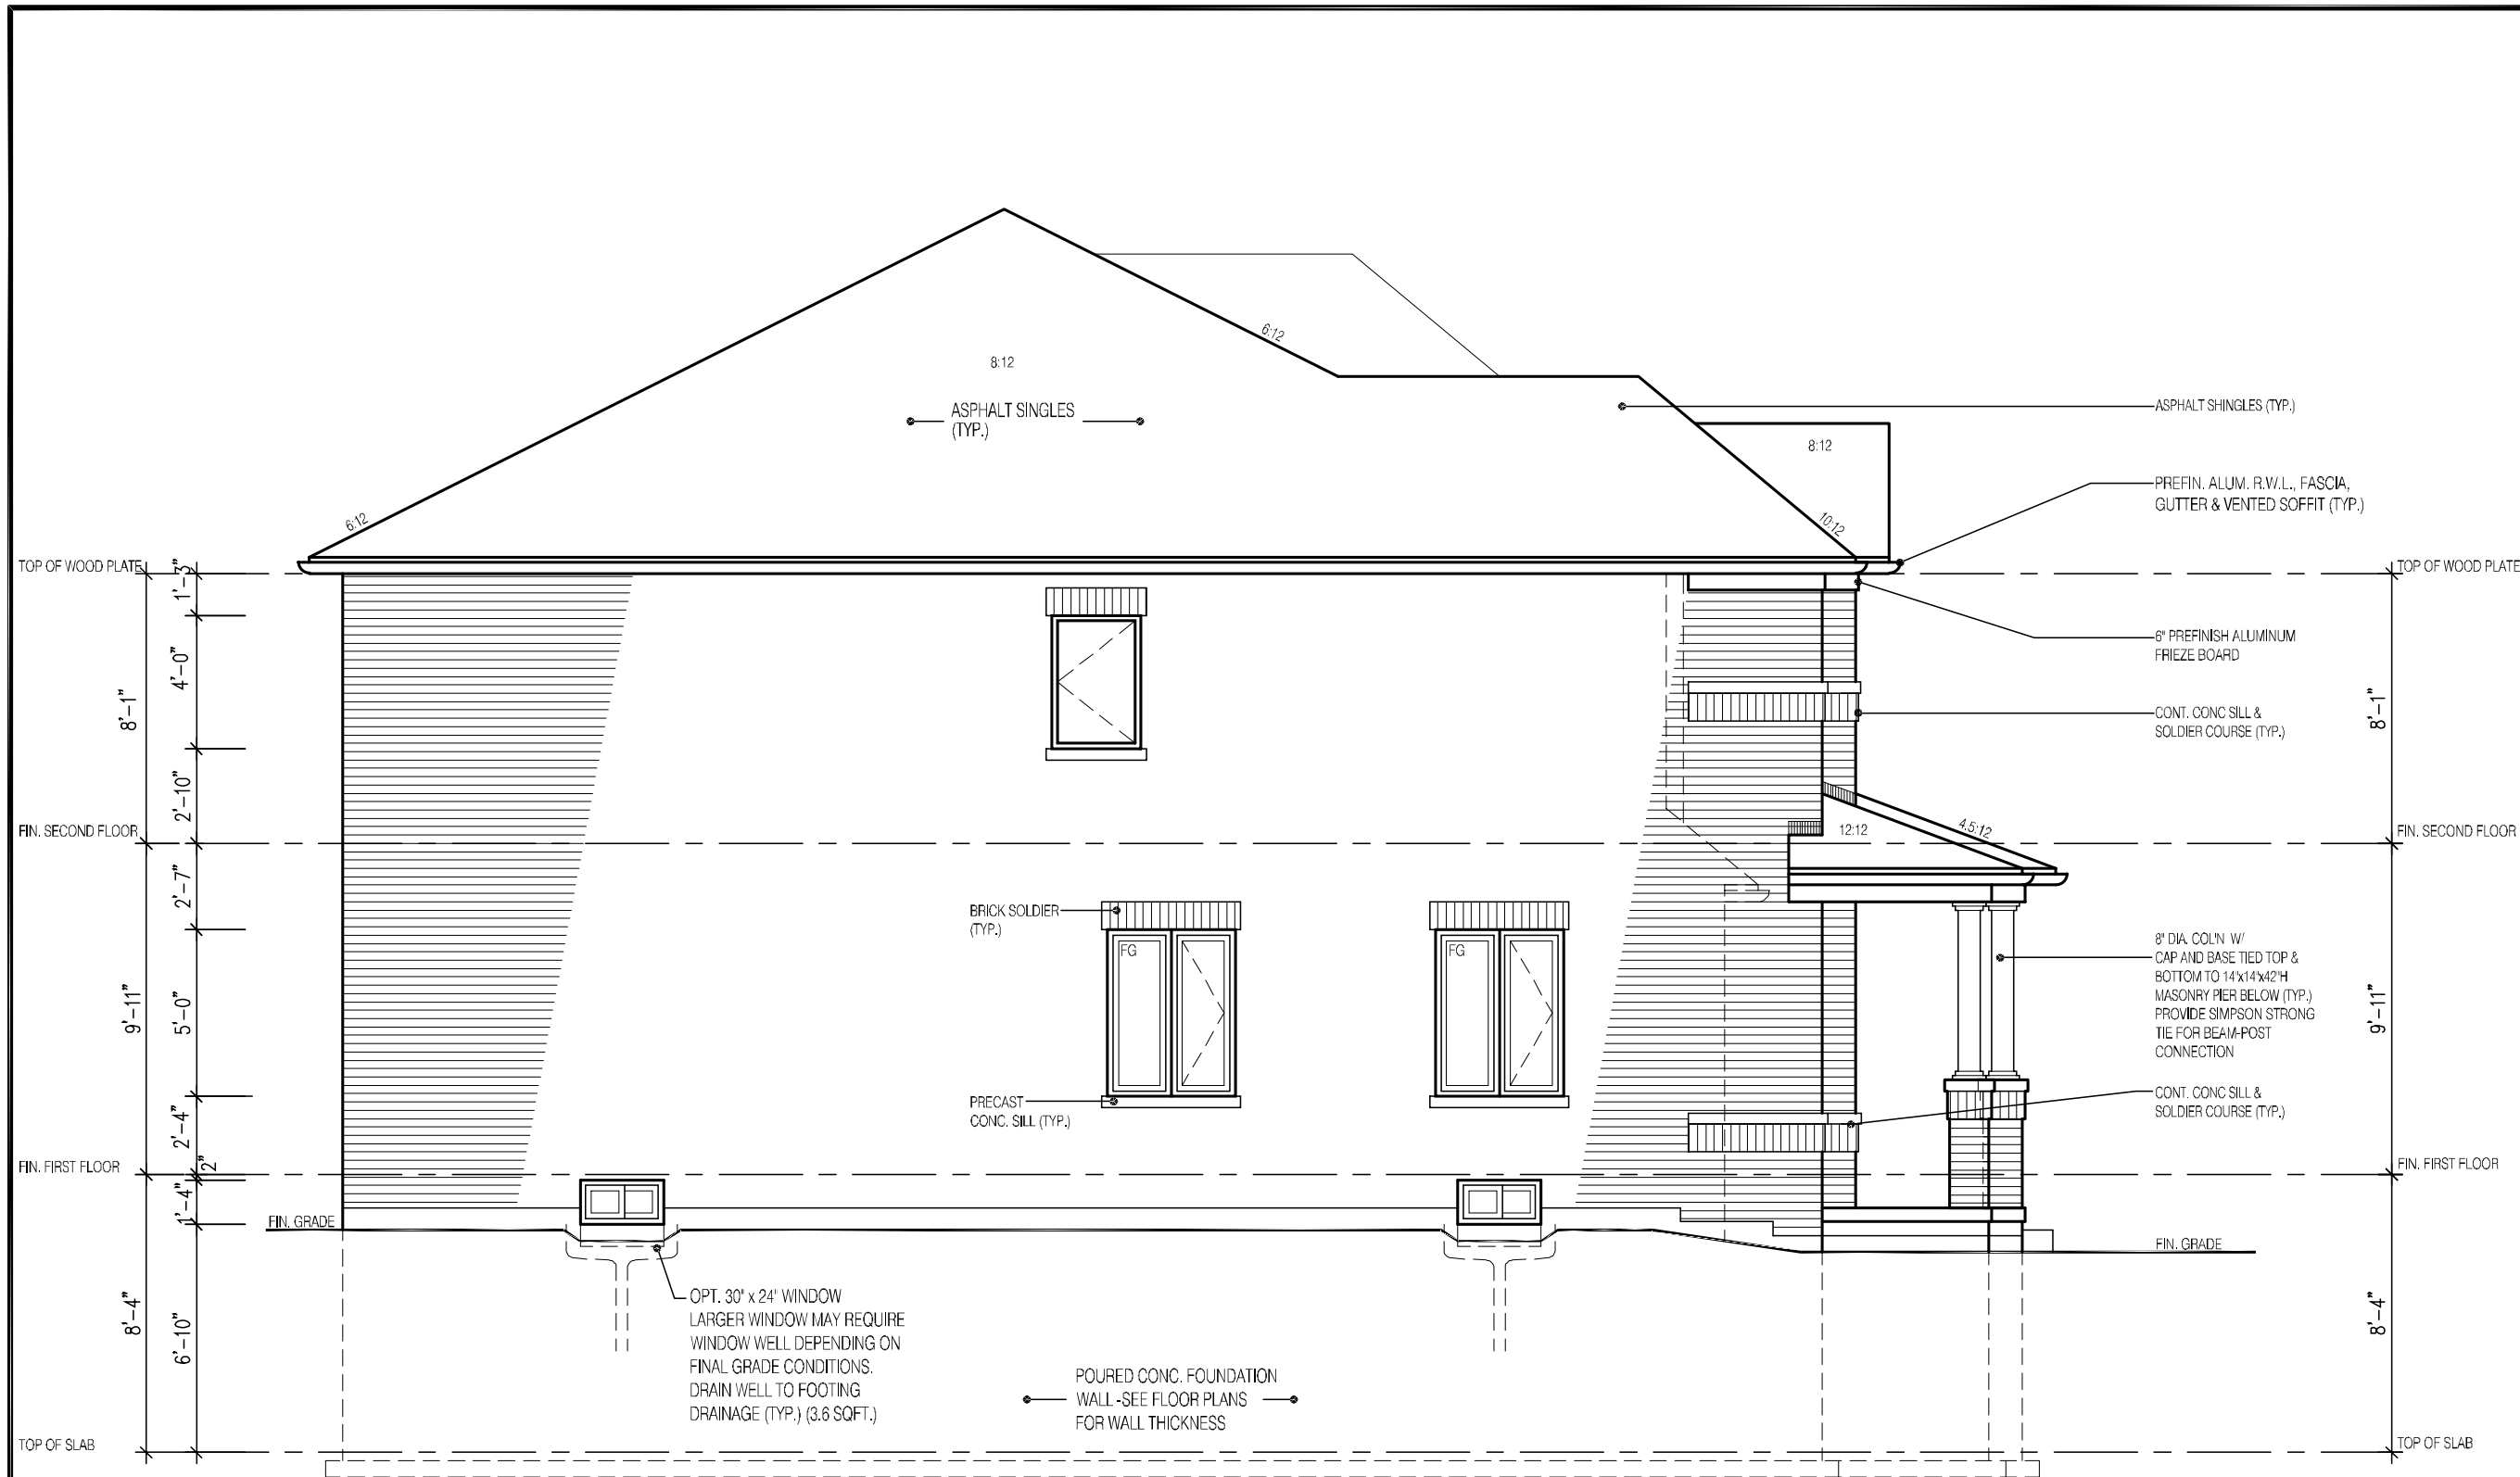 6:12
8:12
ASPHALT SINGLES
(TYP.)
ASPHALT SHINGLES (TYP.)
8:12
PREFIN. ALUM. R.W.L., FASCIA,
GUTTER & VENTED SOFFIT (TYP.)
6:12
10:12
TOP OF WOOD PLATE
TOP OF WOOD PLATE
1'-3"
4'-0"
8'-1"
2'-10"
6" PREFINISH ALUMINUM
FRIEZE BOARD
CONT. CONC SILL &
SOLDIER COURSE (TYP.)
8'-1"
FIN. SECOND FLOOR
12:12
4.5:12
FIN. SECOND FLOOR
2'-7"
9'-11"
5'-0"
2'-4"
BRICK SOLDIER
(TYP.)
FG
FG
PRECAST
CONC. SILL (TYP.)
8" DIA. COL'N W/
CAP AND BASE TIED TOP &
BOTTOM TO 14"x14"x42"H
MASONRY PIER BELOW (TYP.)
PROVIDE SIMPSON STRONG
TIE FOR BEAM-POST
CONNECTION
9'-11"
CONT. CONC SILL &
SOLDIER COURSE (TYP.)
FIN. FIRST FLOOR
2"
FIN. FIRST FLOOR
1'-4"
FIN. GRADE
FIN. GRADE
8'-4"
6'-10"
OPT. 30" x 24" WINDOW
LARGER WINDOW MAY REQUIRE
WINDOW WELL DEPENDING ON
FINAL GRADE CONDITIONS.
DRAIN WELL TO FOOTING
DRAINAGE (TYP.) (3.6 SQFT.)
POURED CONC. FOUNDATION
WALL -SEE FLOOR PLANS
FOR WALL THICKNESS
8'-4"
TOP OF SLAB
TOP OF SLAB